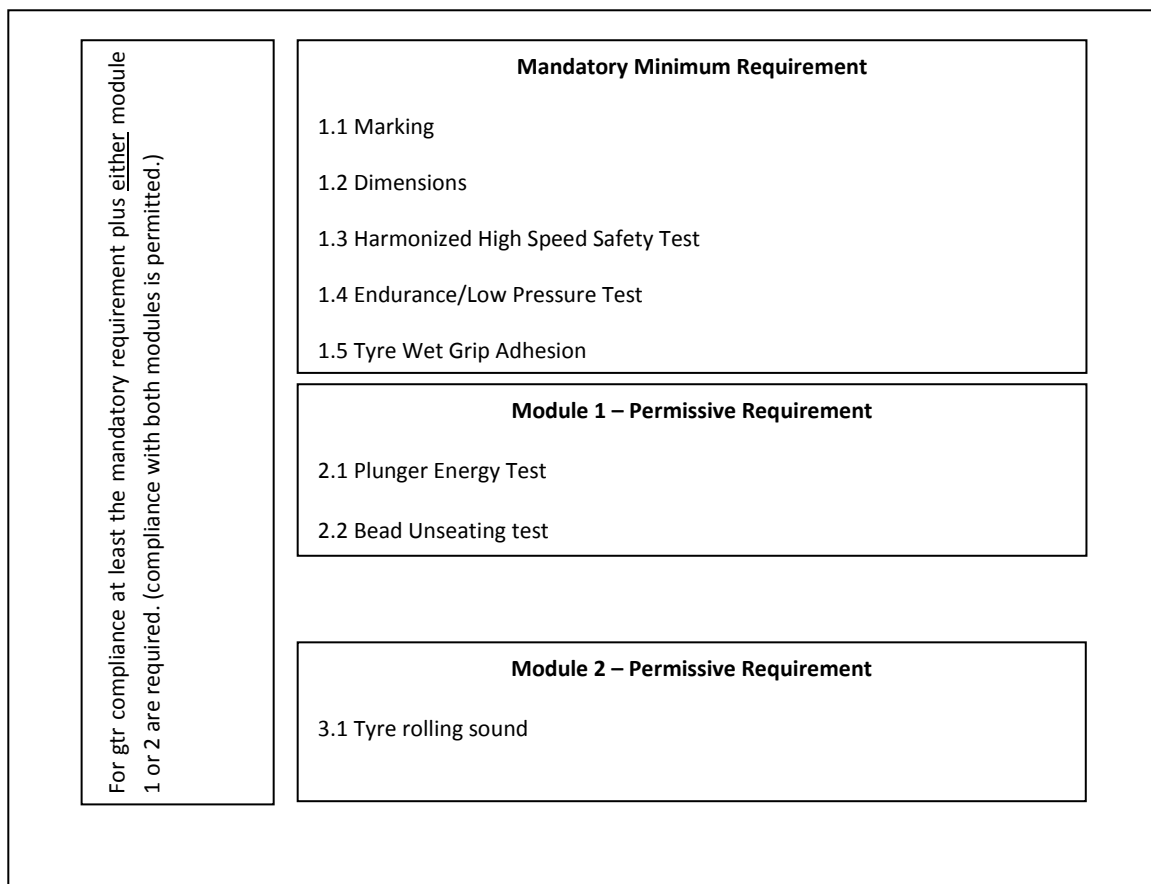 For gtr compliance at least the mandatory requirement plus either module
1 or 2 are required. (compliance with both modules is permitted.)
Mandatory Minimum Requirement
1.1 Marking
1.2 Dimensions
1.3 Harmonized High Speed Safety Test
1.4 Endurance/Low Pressure Test
1.5 Tyre Wet Grip Adhesion
Module 1 – Permissive Requirement
2.1 Plunger Energy Test
2.2 Bead Unseating test
Module 2 – Permissive Requirement
3.1 Tyre rolling sound